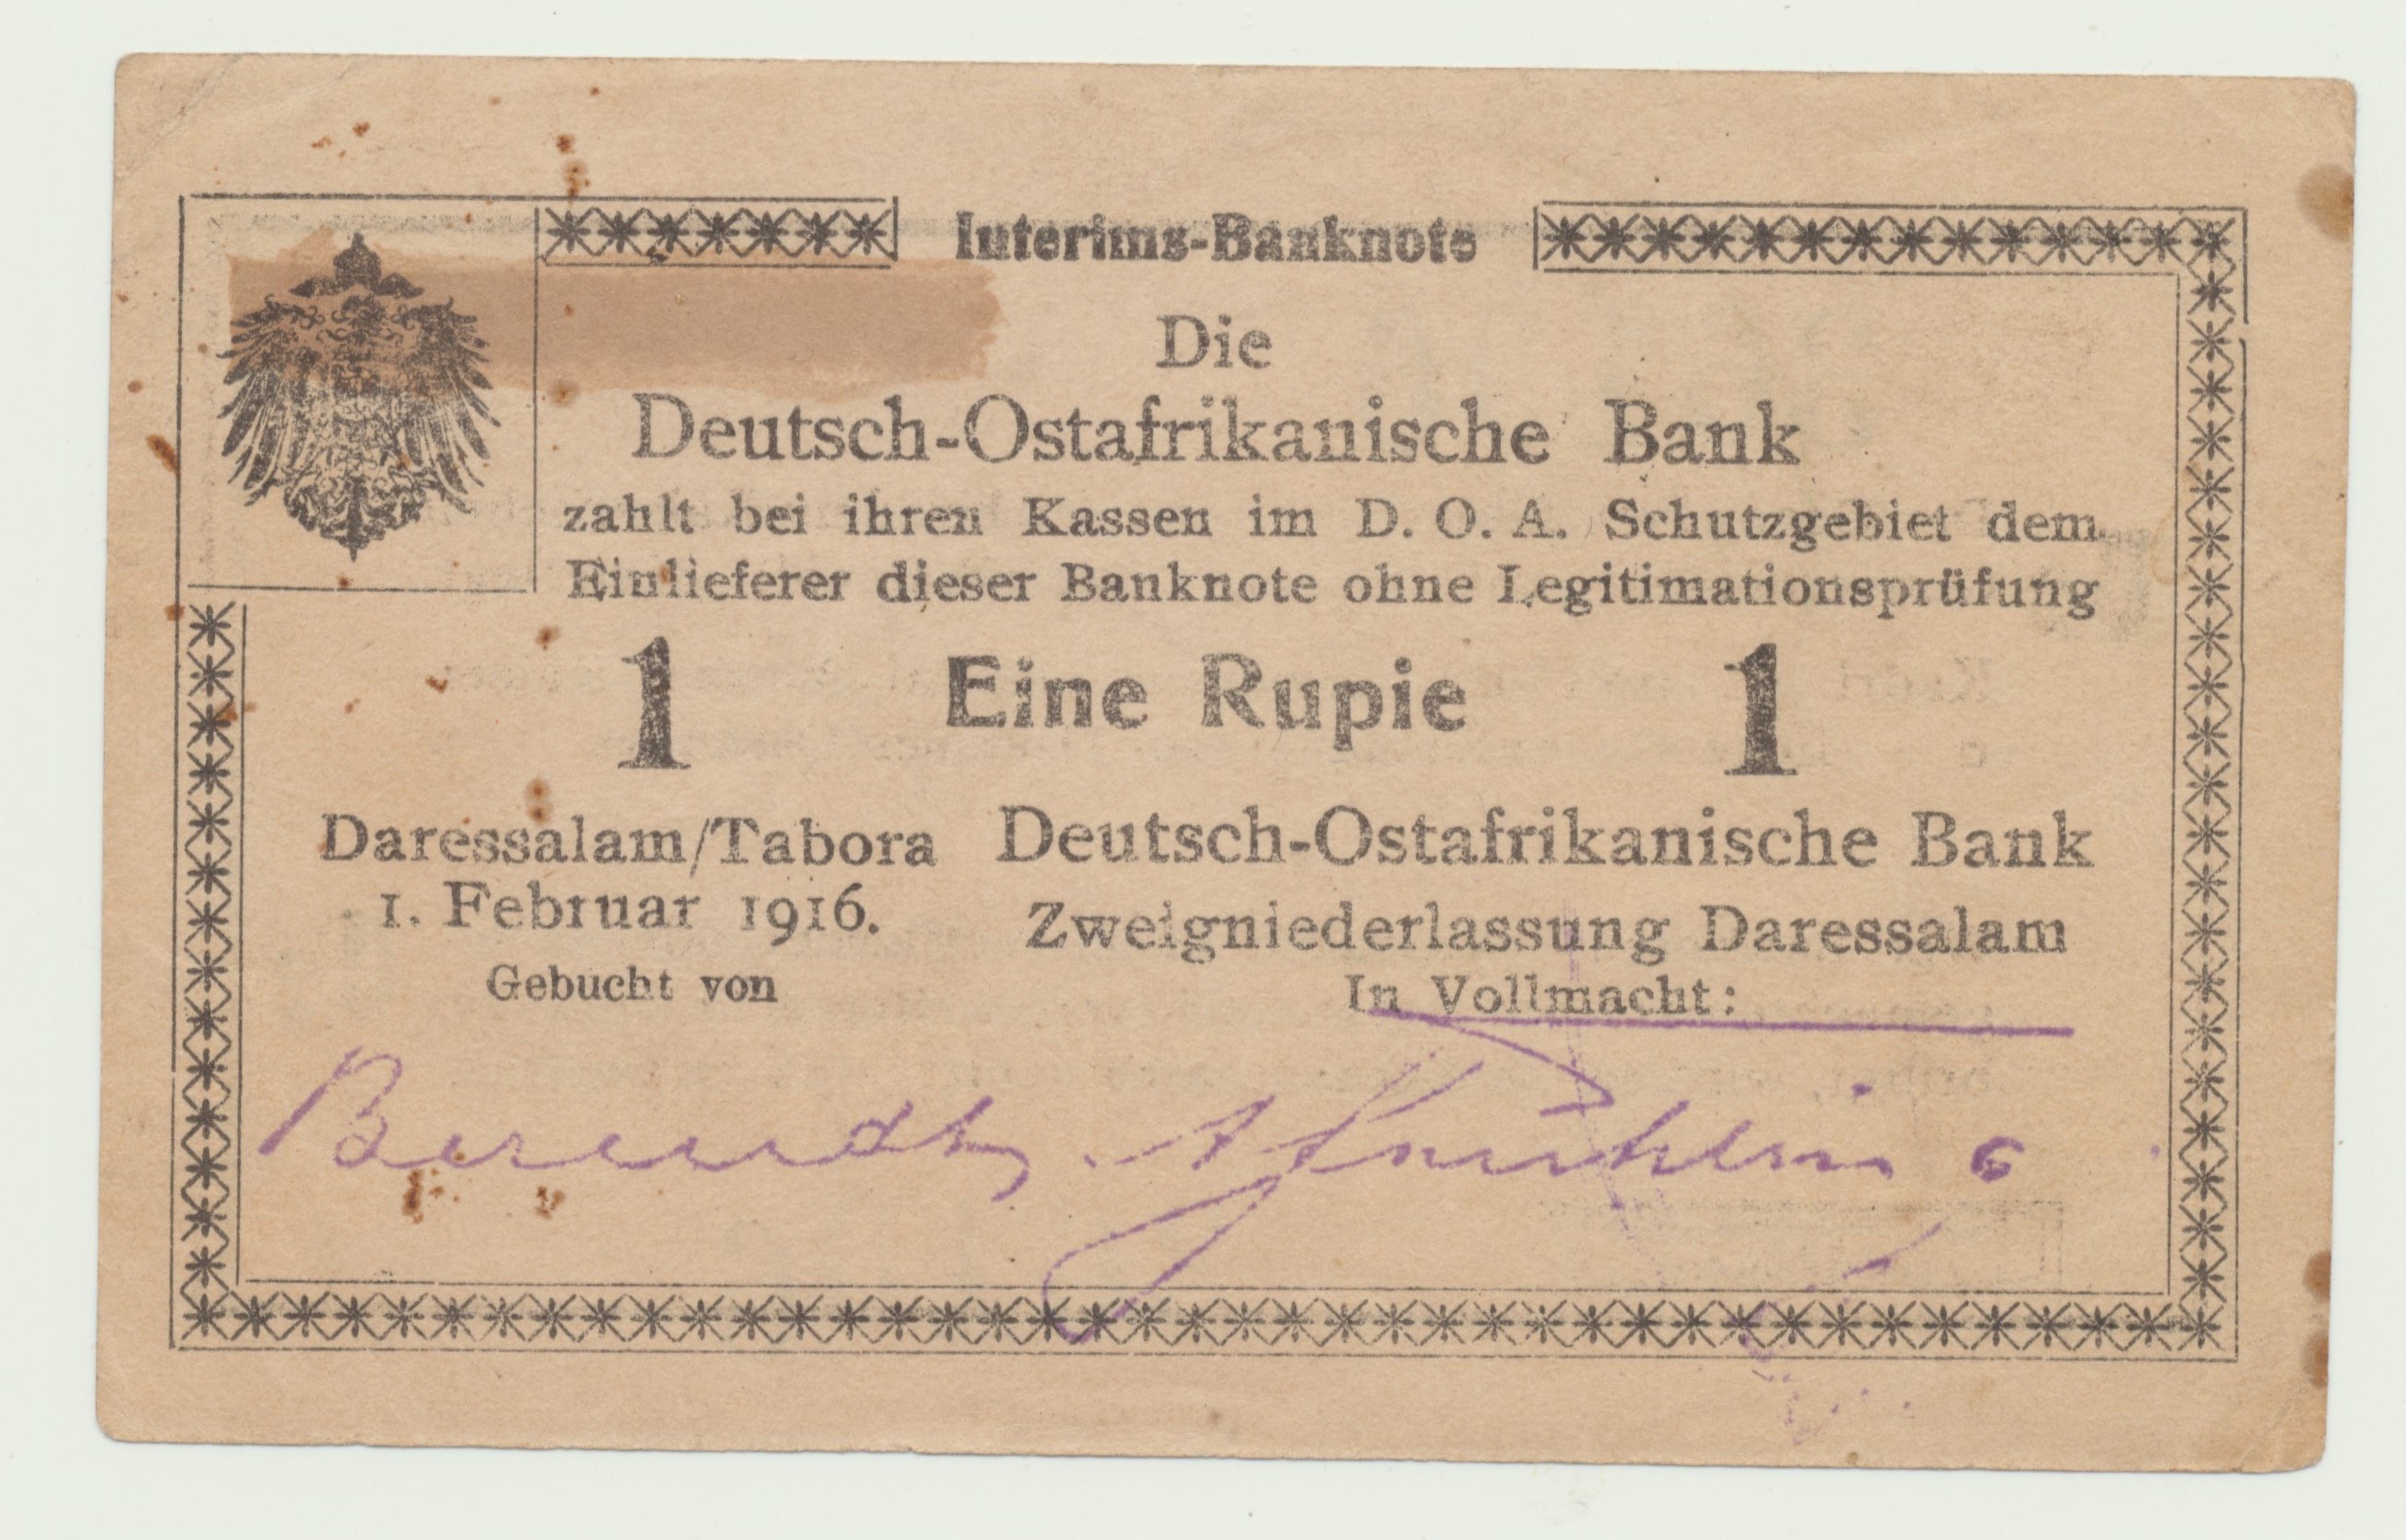 Interims-Banknote
Die
Deutsch-Ostafrikanische Bank
zahlt bei ihren Kassen im D. O. A. Schutzgebiet dem
Einlieferer dieser Banknote ohne Legitimationsprüfung
1 Eine Rupie 1
Daressalam/Tabora
1. Februar 1916.
Gebucht von
Deutsch-Ostafrikanische Bank
Zweigniederlassung Daressalam
In Vollmacht:
Berendt